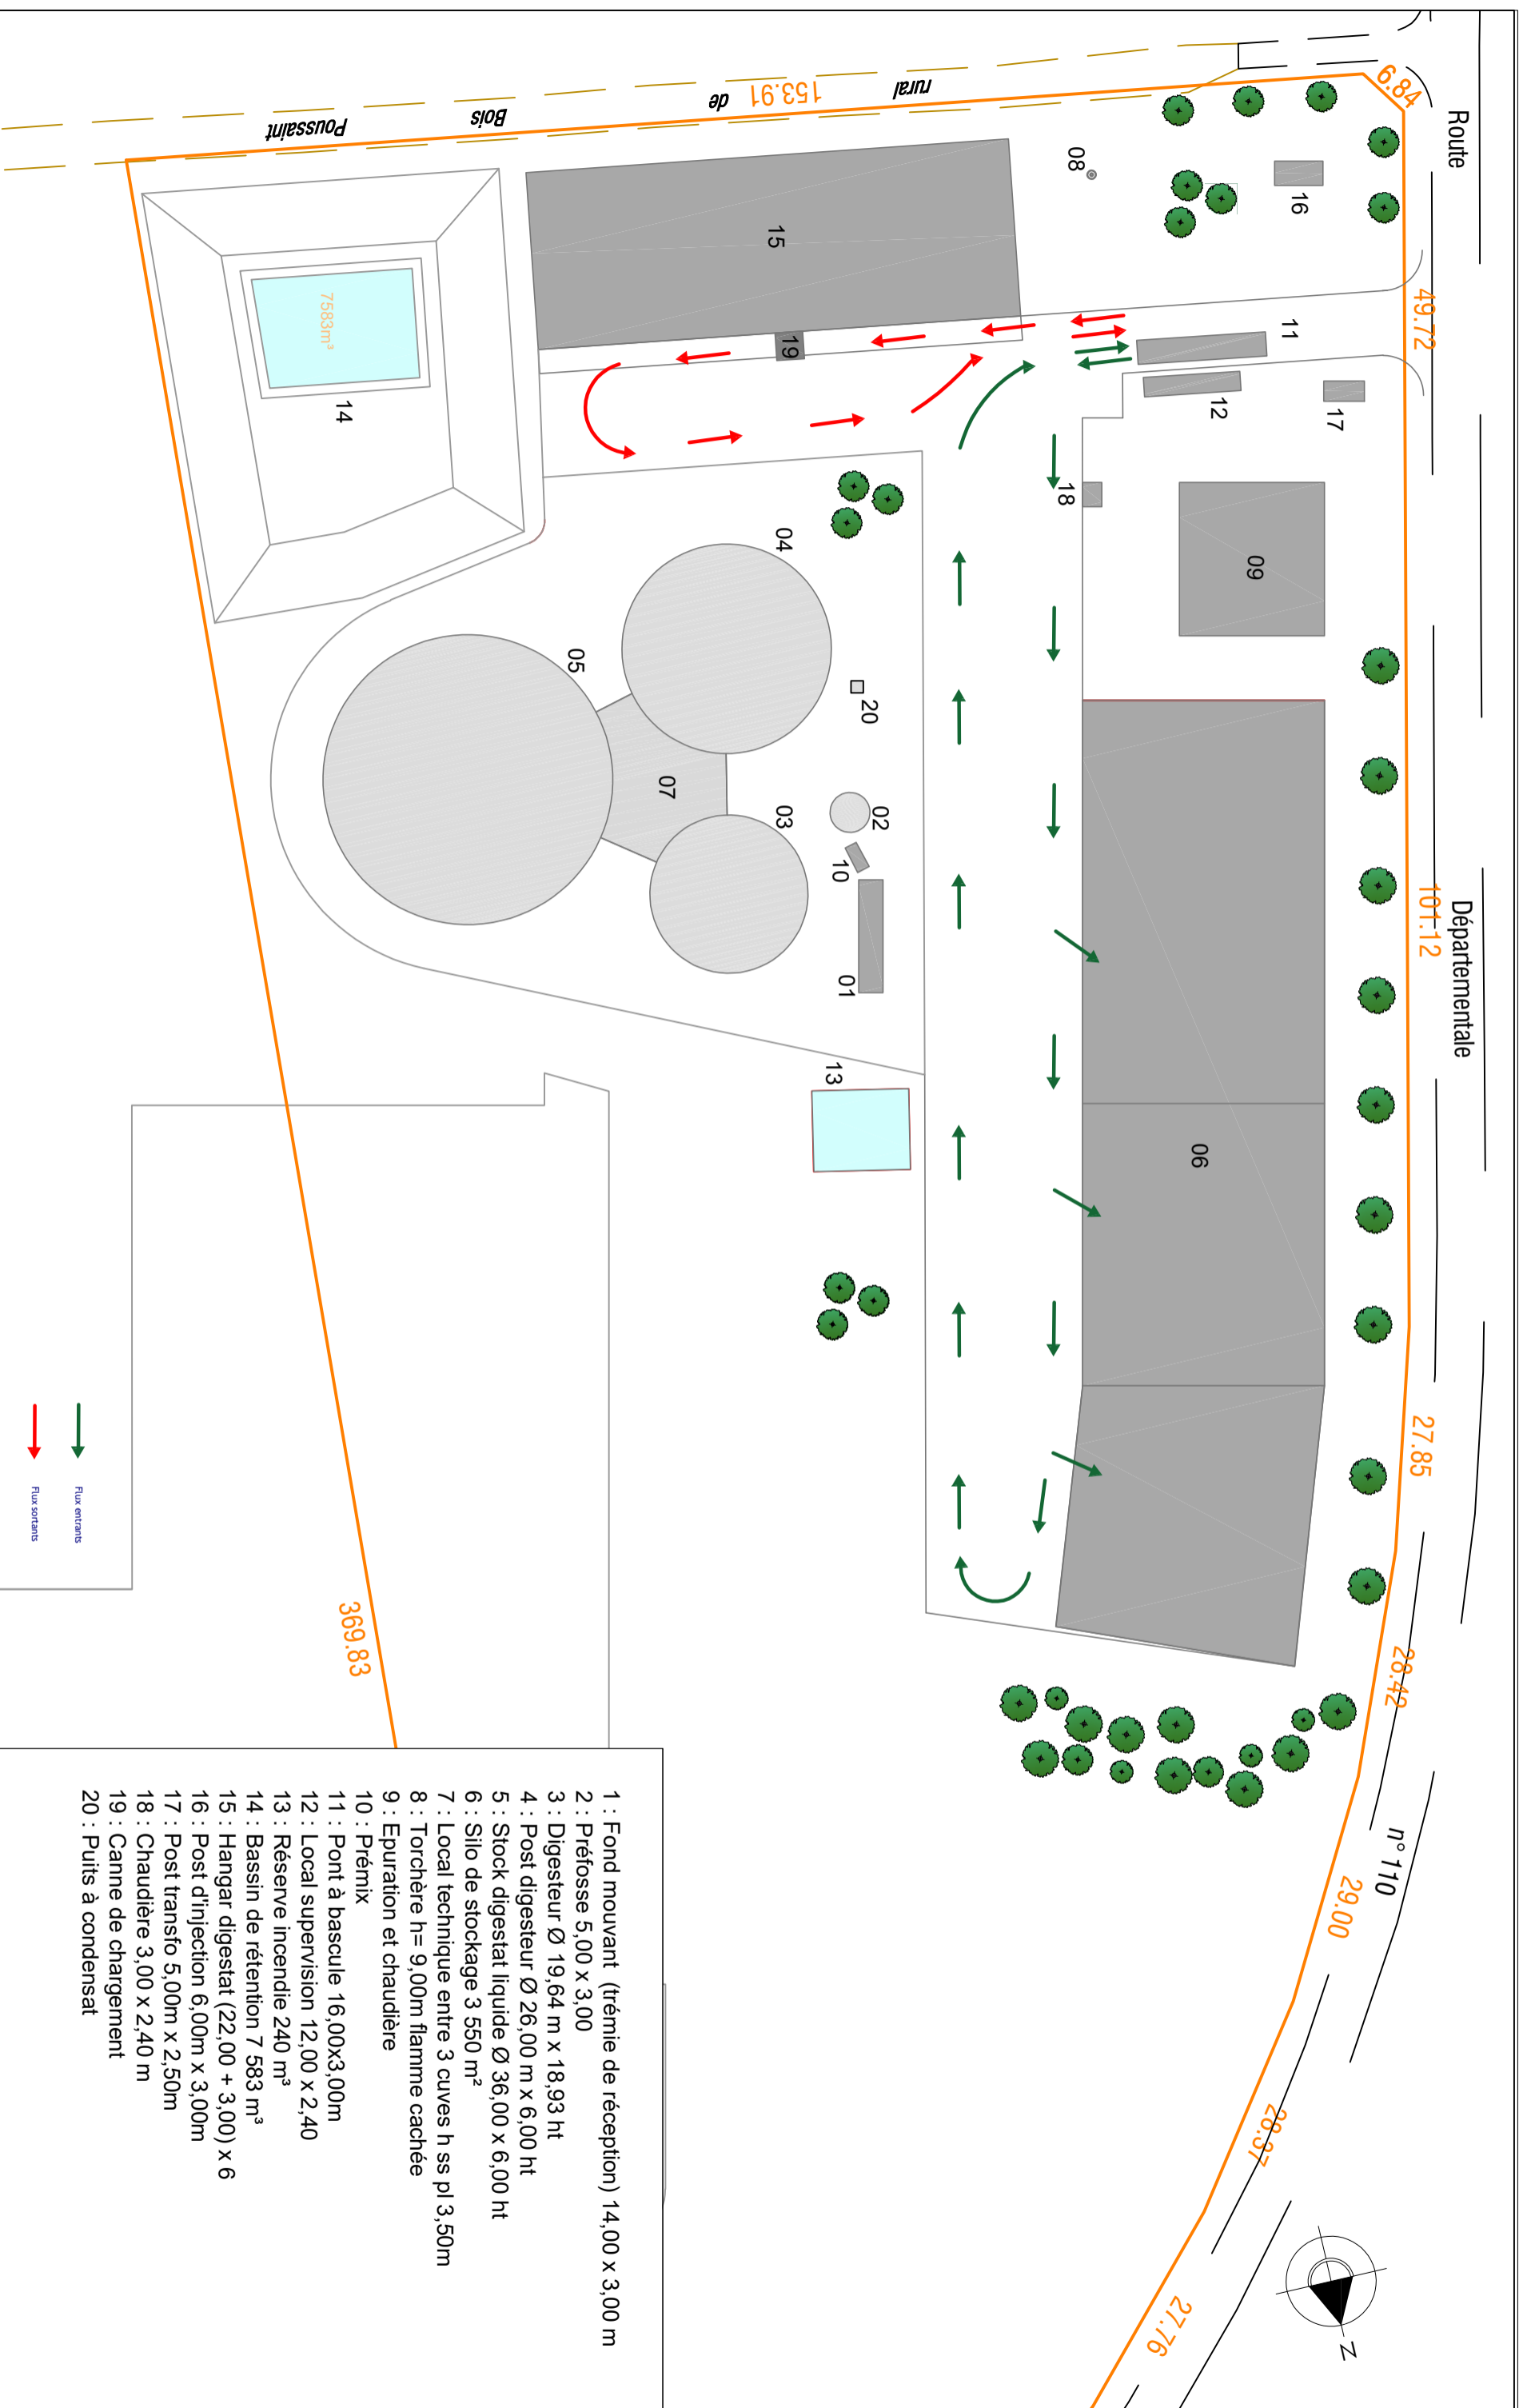 Route
Départementale
n° 110
6.84
49.72
101.12
27.85
28.42
29.00
28.37
27.76
N
rural
de
Bois
Poussaint
153.91
369.83
08
16
15
11
12
17
19
18
09
14
7583m³
04
05
20
07
02
03
10
01
06
13
Flux entrants
Flux sortants
1 : Fond mouvant (trémie de réception) 14,00 x 3,00 m
2 : Préfosse 5,00 x 3,00
3 : Digesteur Ø 19,64 m x 18,93 ht
4 : Post digesteur Ø 26,00 m x 6,00 ht
5 : Stock digestat liquide Ø 36,00 x 6,00 ht
6 : Silo de stockage 3 550 m²
7 : Local technique entre 3 cuves h ss pl 3,50m
8 : Torchère h= 9,00m flamme cachée
9 : Epuration et chaudière
10 : Prémix
11 : Pont à bascule 16,00x3,00m
12 : Local supervision 12,00 x 2,40
13 : Réserve incendie 240 m³
14 : Bassin de rétention 7 583 m³
15 : Hangar digestat (22,00 + 3,00) x 6
16 : Post d'injection 6,00m x 3,00m
17 : Post transfo 5,00m x 2,50m
18 : Chaudière 3,00 x 2,40 m
19 : Canne de chargement
20 : Puits à condensat